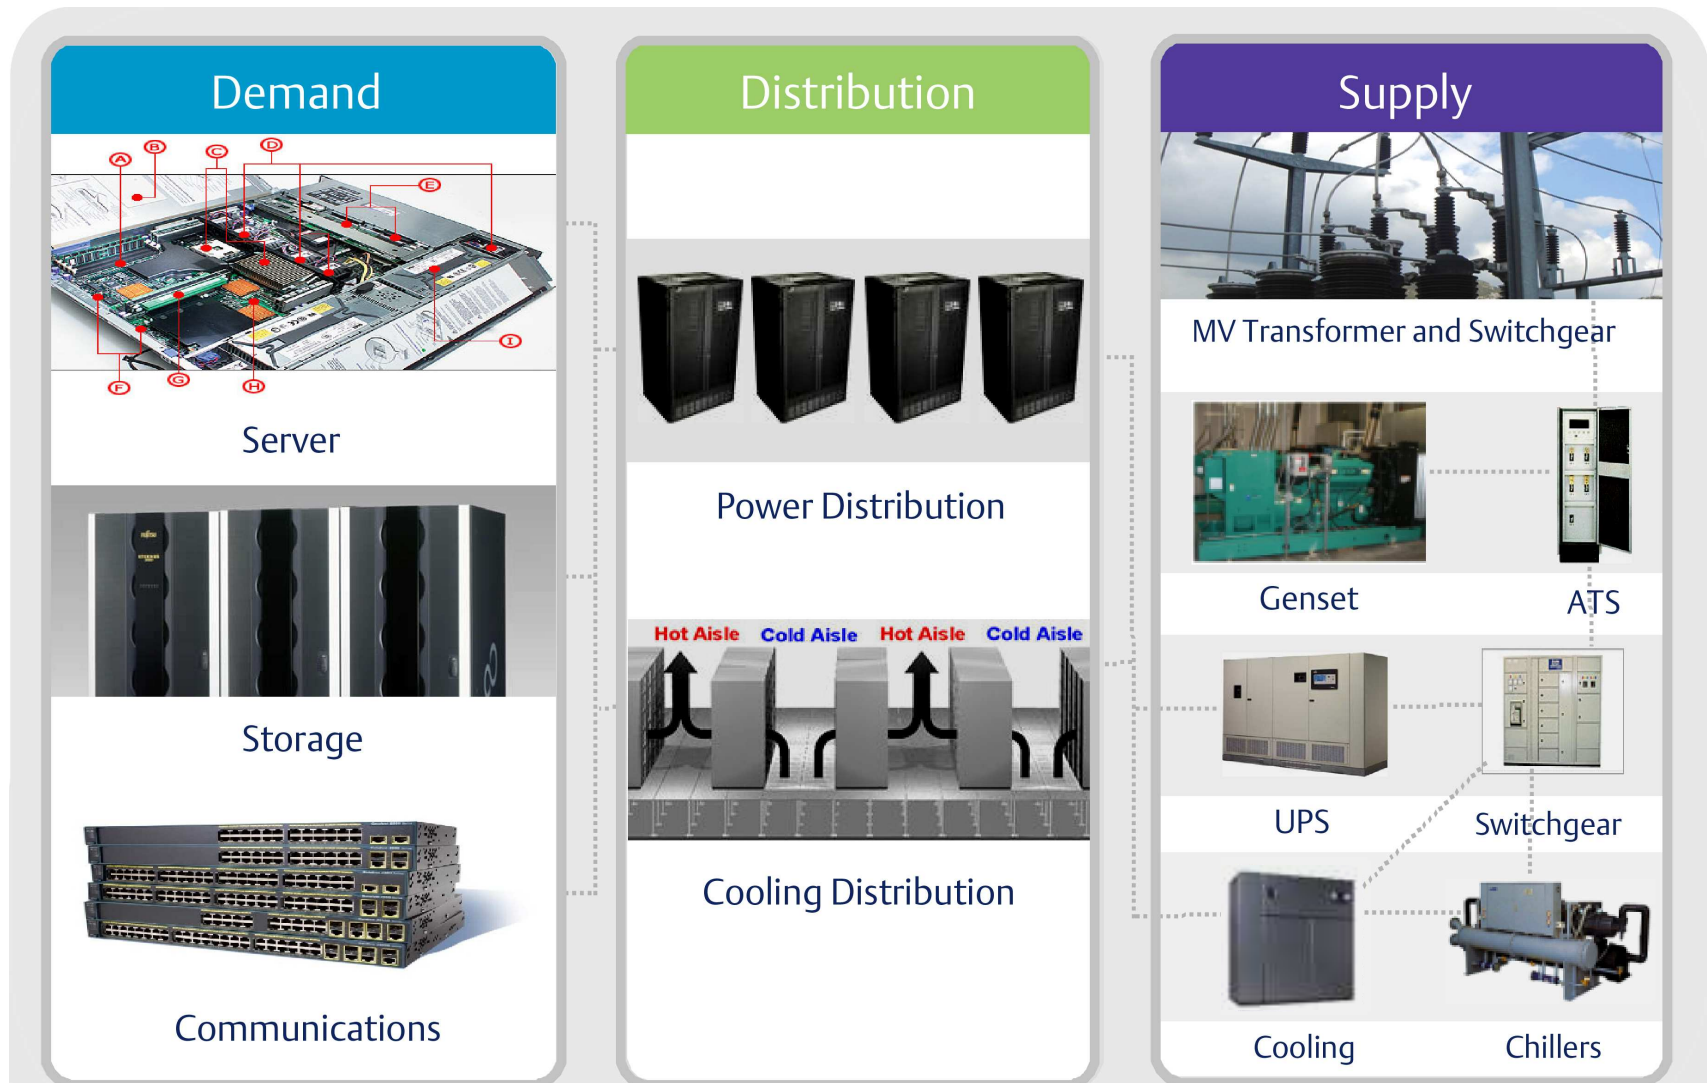 Demand
A
B
C
D
E
F
G
H
I
Server
FUJITSU
Storage
Communications
Distribution
Power Distribution
Hot Aisle
Cold Aisle
Hot Aisle
Cold Aisle
Cooling Distribution
Supply
MV Transformer and Switchgear
Genset
ATS
UPS
Switchgear
Cooling
Chillers